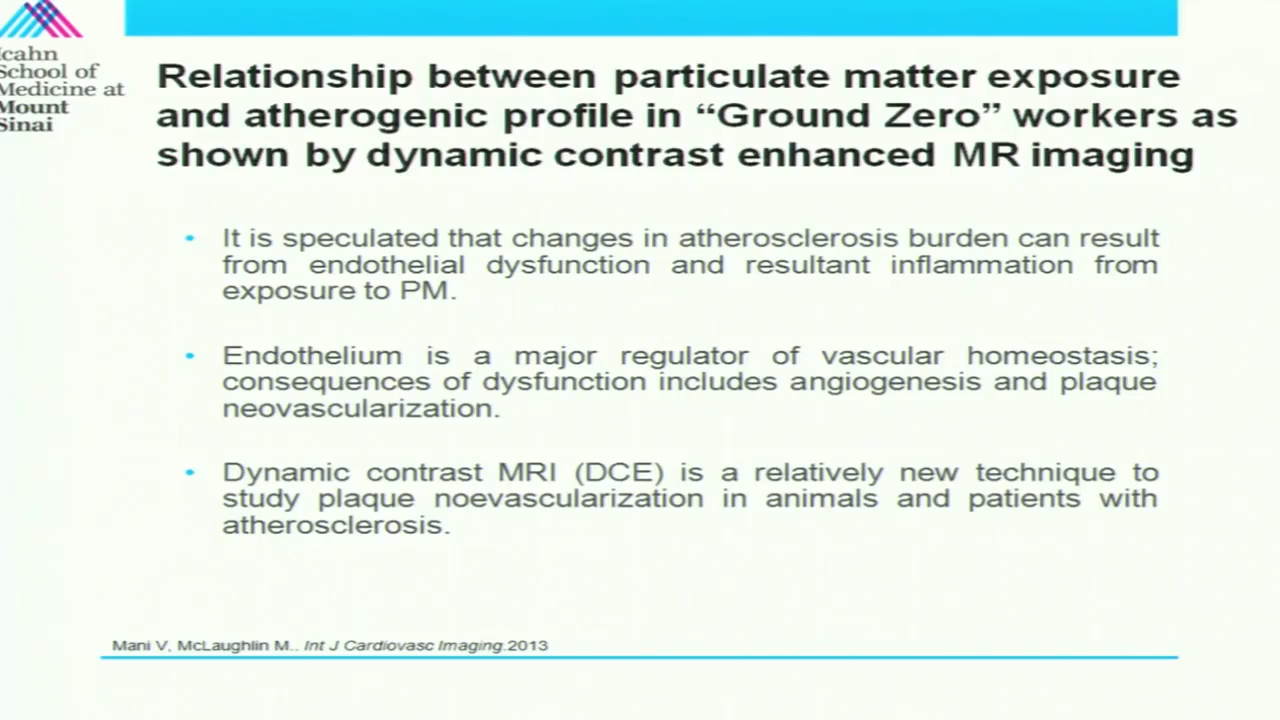 Icahn
School of
Medicine at
Mount
Sinai
Relationship between particulate matter exposure
and atherogenic profile in “Ground Zero” workers as
shown by dynamic contrast enhanced MR imaging
• It is speculated that changes in atherosclerosis burden can result
from endothelial dysfunction and resultant inflammation from
exposure to PM.
• Endothelium is a major regulator of vascular homeostasis;
consequences of dysfunction includes angiogenesis and plaque
neovascularization.
• Dynamic contrast MRI (DCE) is a relatively new technique to
study plaque noevascularization in animals and patients with
atherosclerosis.
Mani V, McLaughlin M.. Int J Cardiovasc Imaging.2013